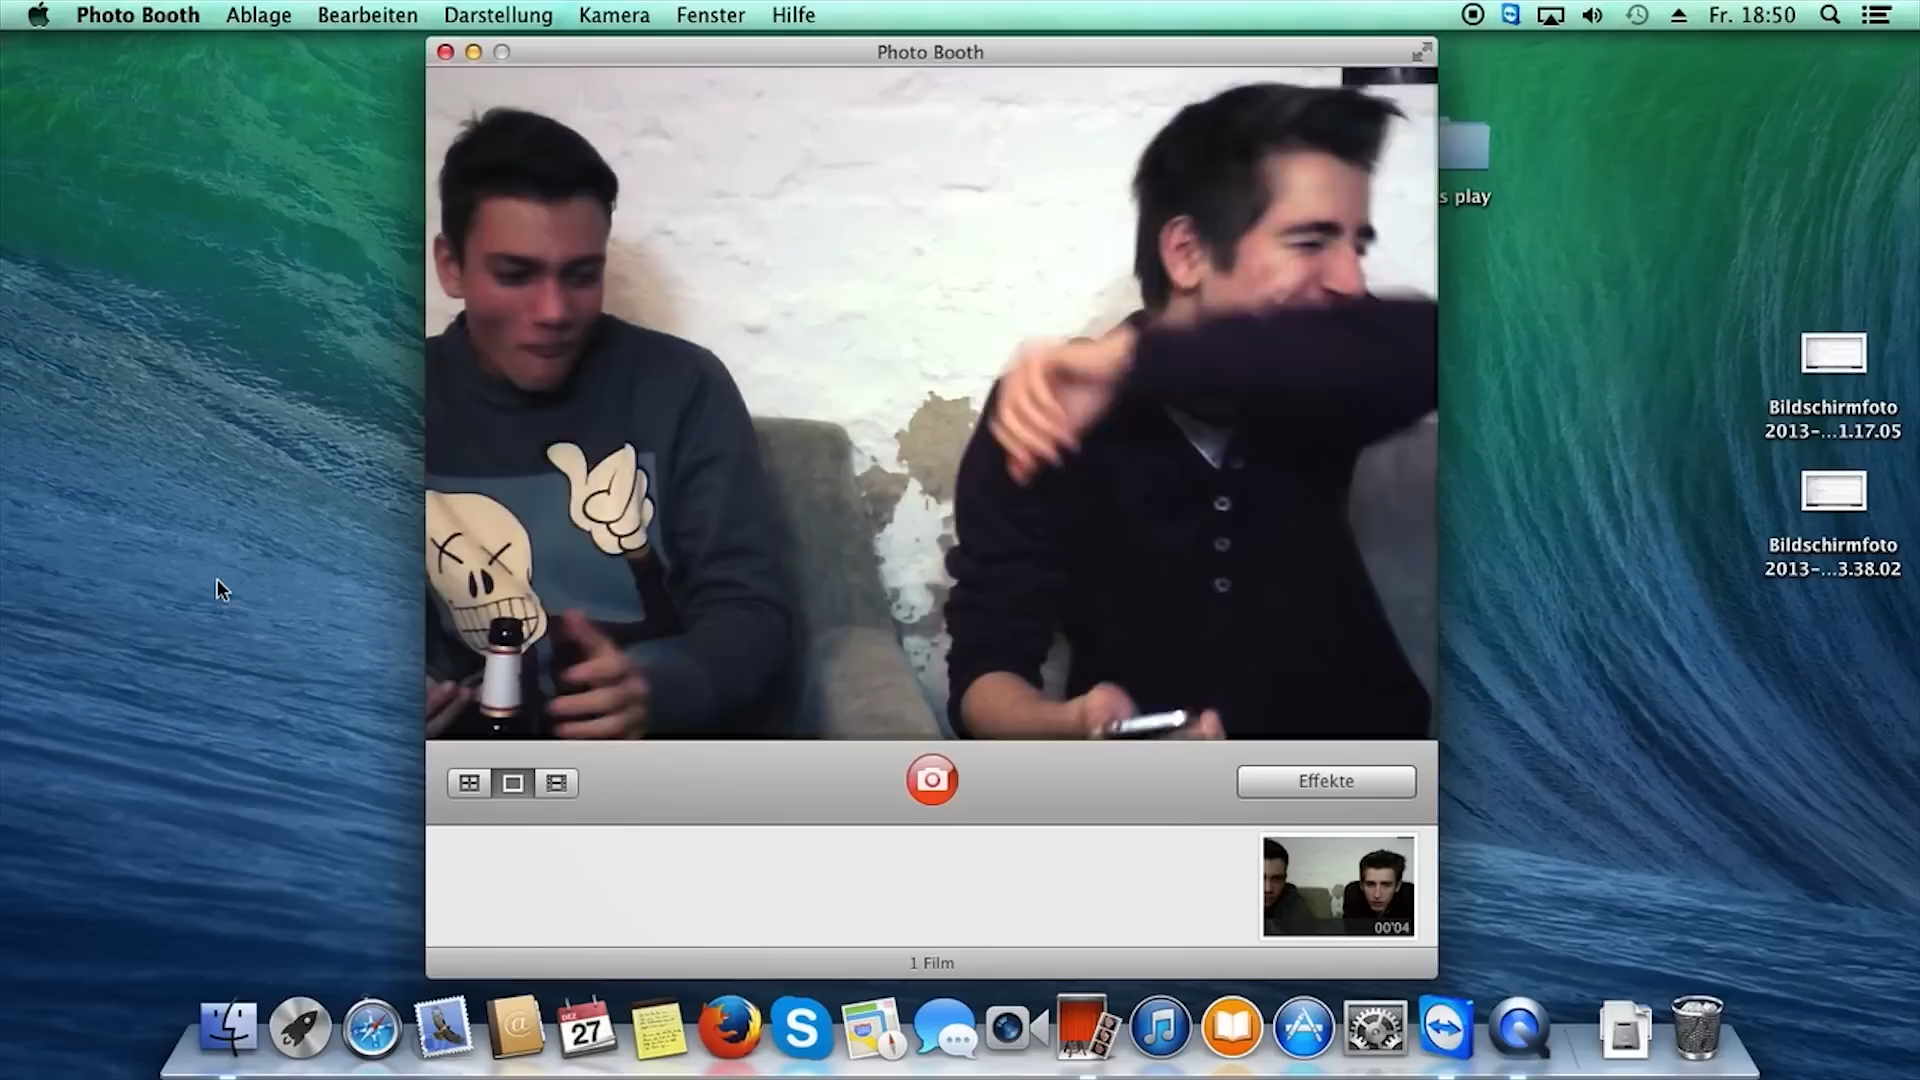 Photo Booth Ablage Bearbeiten Darstellung Kamera Fenster Hilfe Fr. 18:50
Photo Booth
s play
Bildschirmfoto
2013-...1.17.05
Bildschirmfoto
2013-...3.38.02
Effekte
00'04
1 Film
DEZ
27